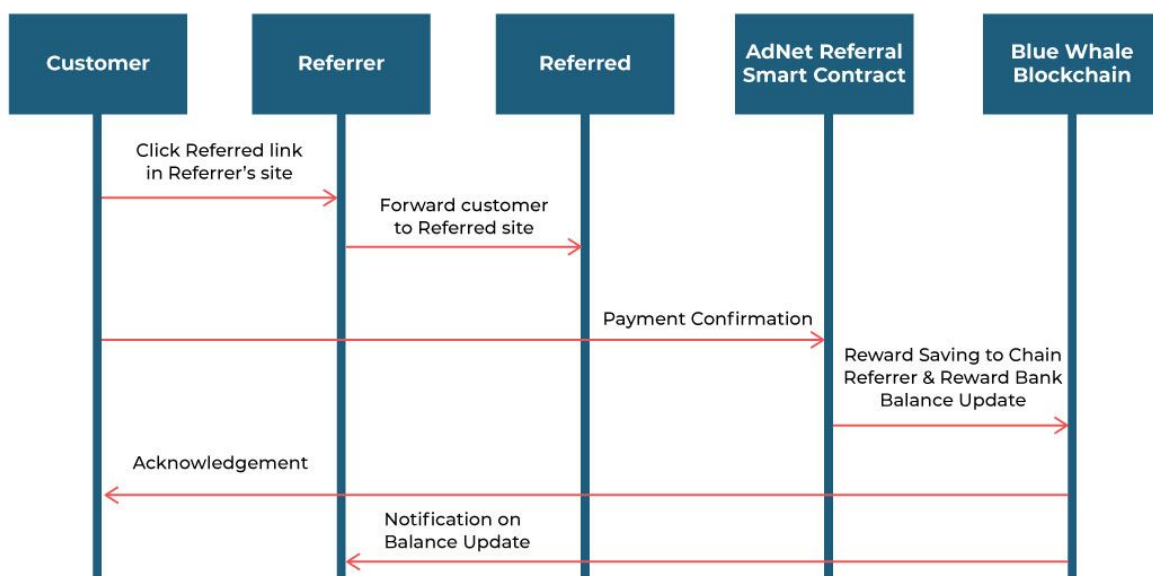 Customer
Referrer
Referred
AdNet Referral
Smart Contract
Blue Whale
Blockchain
Click Referred link
in Referrer's site
Forward customer
to Referred site
Payment Confirmation
Reward Saving to Chain
Referrer & Reward Bank
Balance Update
Acknowledgement
Notification on
Balance Update